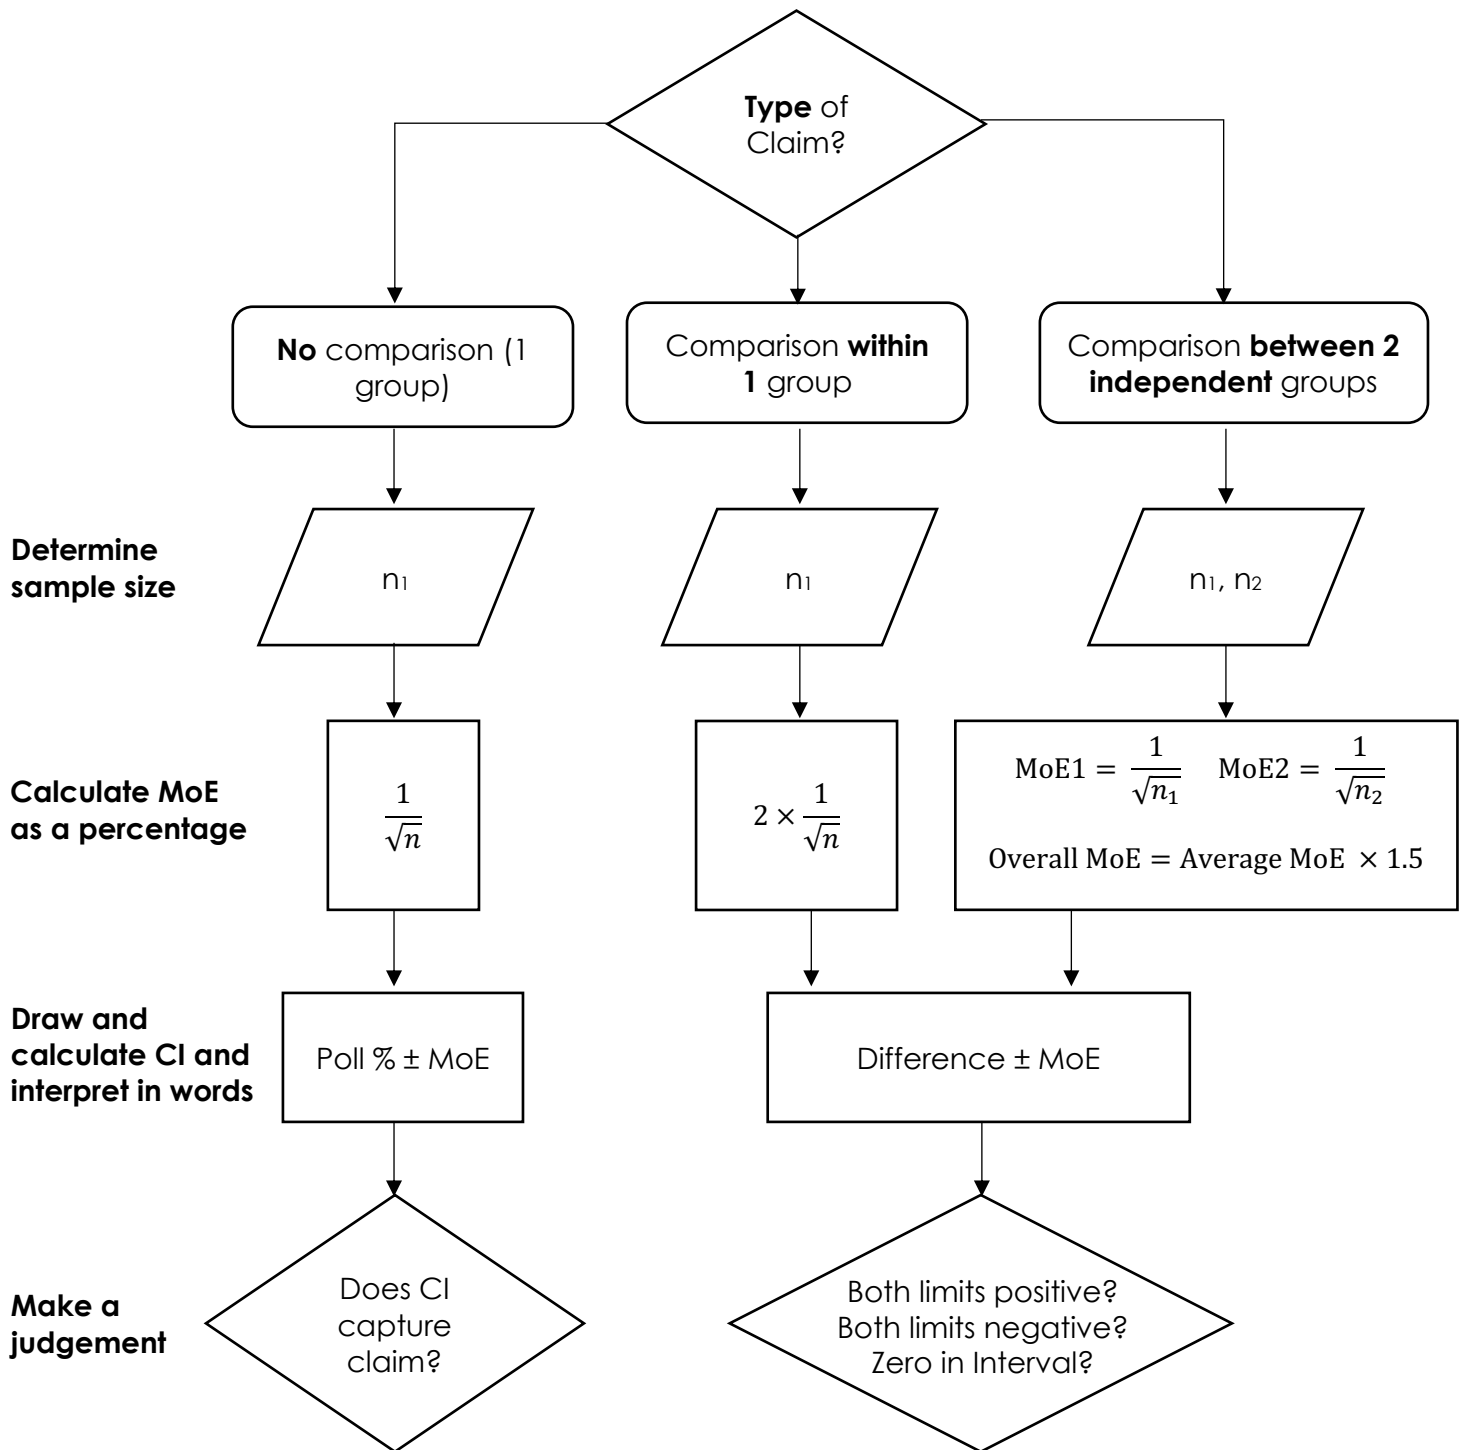 Type of
Claim?
No comparison (1
group)
Comparison within
1 group
Comparison between 2
independent groups
Determine
sample size
n₁
n₁
n₁, n₂
Calculate MoE
as a percentage
1/√n
2 × 1/√n
MoE1 = 1/√n₁ MoE2 = 1/√n₂
Overall MoE = Average MoE × 1.5
Draw and
calculate CI and
interpret in words
Poll % ± MoE
Difference ± MoE
Make a
judgement
Does CI
capture
claim?
Both limits positive?
Both limits negative?
Zero in Interval?